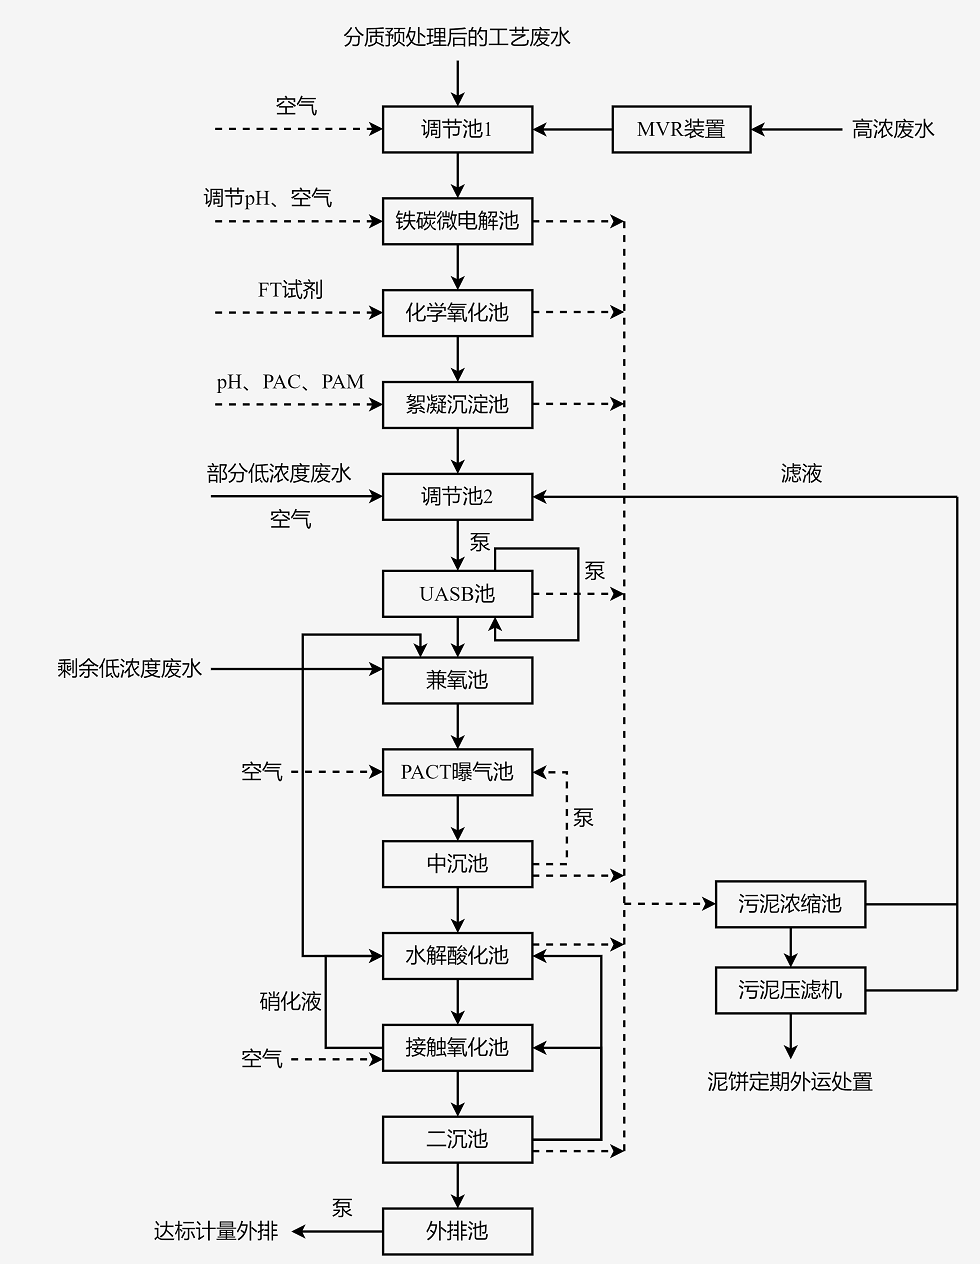 分质预处理后的工艺废水
空气
调节池1
MVR装置
高浓废水
调节pH、空气
铁碳微电解池
FT试剂
化学氧化池
pH、PAC、PAM
絮凝沉淀池
部分低浓度废水
调节池2
滤液
空气
泵
泵
UASB池
剩余低浓度废水
兼氧池
空气
PACT曝气池
泵
中沉池
污泥浓缩池
水解酸化池
污泥压滤机
硝化液
接触氧化池
空气
泥饼定期外运处置
二沉池
泵
达标计量外排
外排池